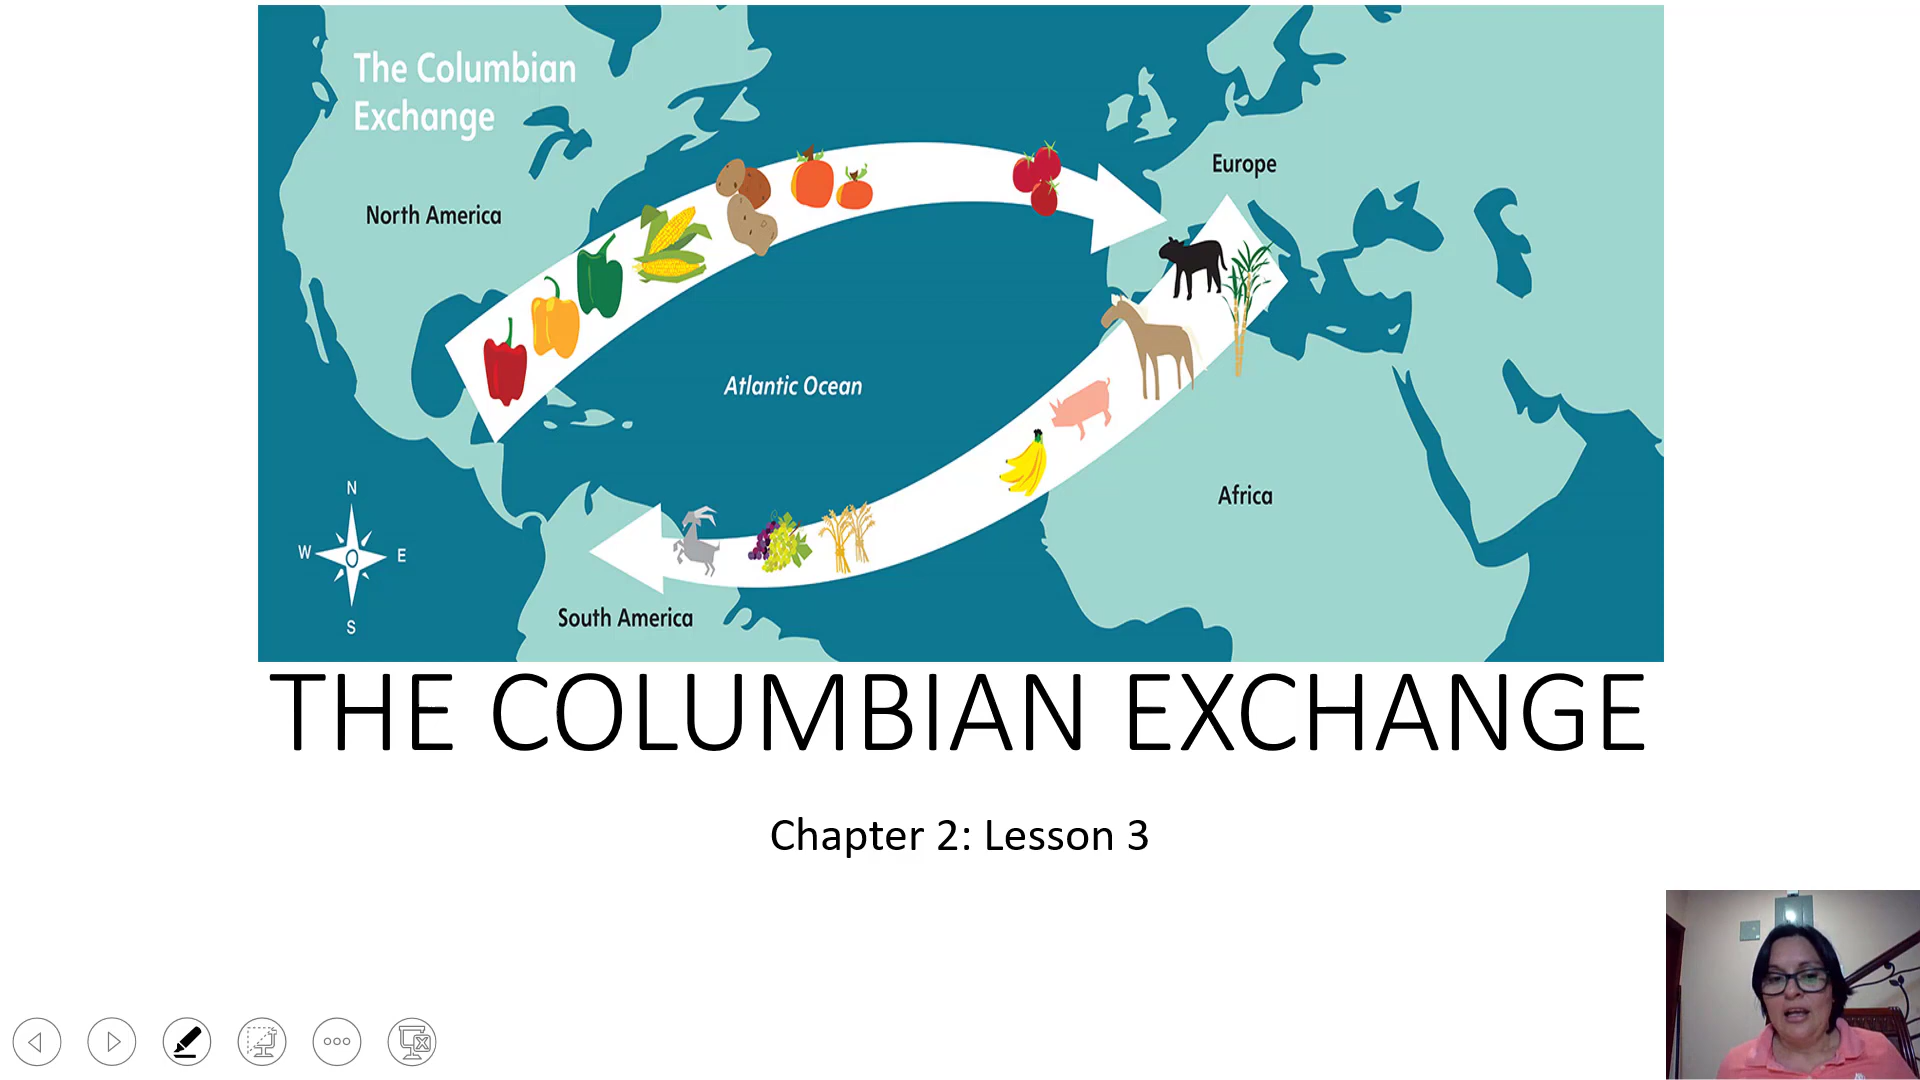 The Columbian
Exchange
Europe
North America
Atlantic Ocean
N
W E
S
Africa
South America
THE COLUMBIAN EXCHANGE
Chapter 2: Lesson 3